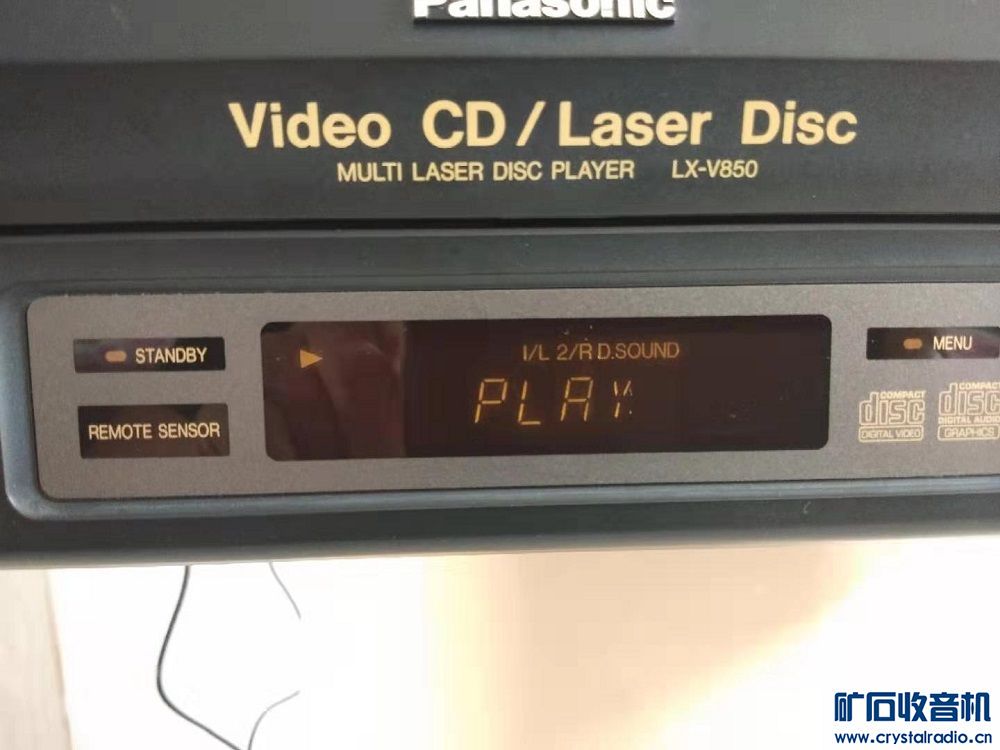 Panasonic
Video CD / Laser Disc
MULTI LASER DISC PLAYER LX-V850
STANDBY
1/L 2/R D.SOUND
MENU
PLAY
REMOTE SENSOR
COMPACT
disc
DIGITAL VIDEO
COMPACT
disc
DIGITAL AUDIO
GRAPHICS
矿石收音机
www.crystalradio.cn